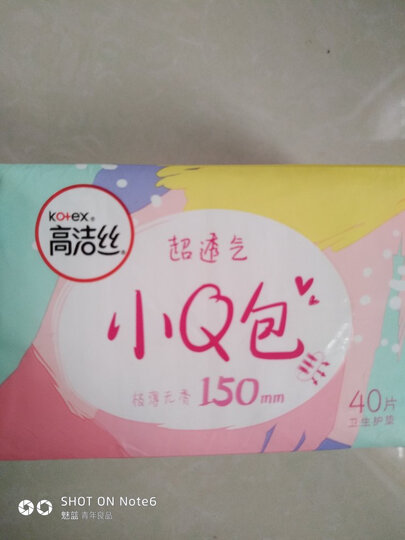 kotex®
高洁丝®
超透气
小Q包
极薄无香 150mm
40片
卫生护垫
SHOT ON Note6
魅蓝 青年良品